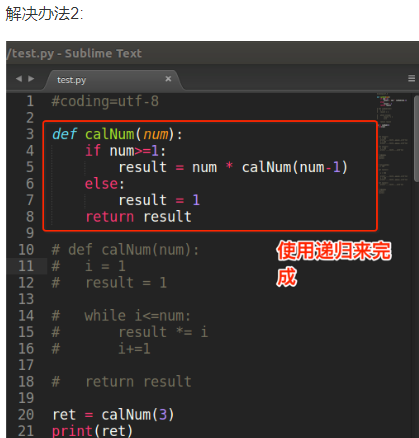 解决办法2:
/test.py - Sublime Text
test.py
1 #coding=utf-8
2
3 def calNum(num):
4     if num>=1:
5         result = num * calNum(num-1)
6     else:
7         result = 1
8     return result
9
10 # def calNum(num):
11 #   i = 1
12 #   result = 1
13
14 #   while i<=num:
15 #       result *= i
16 #       i+=1
17
18 #   return result
19
20 ret = calNum(3)
21 print(ret)
使用递归来完
成